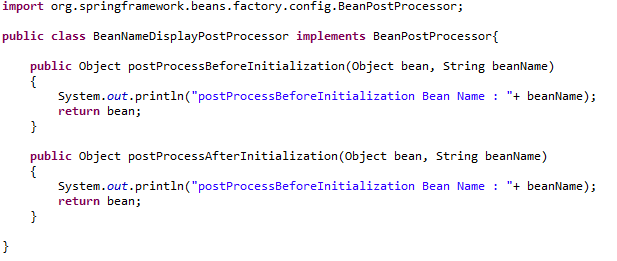 import org.springframework.beans.factory.config.BeanPostProcessor;
public class BeanNameDisplayPostProcessor implements BeanPostProcessor{
public Object postProcessBeforeInitialization(Object bean, String beanName)
{
System.out.println("postProcessBeforeInitialization Bean Name : "+ beanName);
return bean;
}
public Object postProcessAfterInitialization(Object bean, String beanName)
{
System.out.println("postProcessBeforeInitialization Bean Name : "+ beanName);
return bean;
}
}